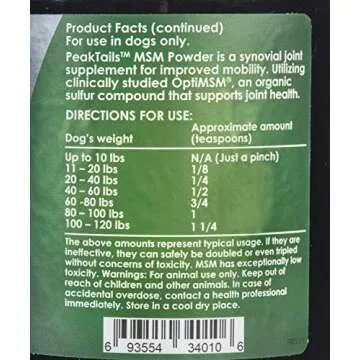 Product Facts (continued)
For use in dogs only.
PeakTails™ MSM Powder is a synovial joint
supplement for improved mobility. Utilizing
clinically studied OptiMSM®, an organic
sulfur compound that supports joint health.
DIRECTIONS FOR USE:
Dog's weight Approximate amount
(teaspoons)
Up to 10 lbs N/A (Just a pinch)
11 - 20 lbs 1/8
20 - 40 lbs 1/4
40 - 60 lbs 1/2
60 -80 lbs 3/4
80 - 100 lbs 1
100 - 120 lbs 1 1/4
The above amounts represent typical usage. If they are
ineffective, they can safely be doubled or even tripled
without concerns of toxicity. MSM has exceptionally low
toxicity. Warnings: For animal use only. Keep out of
reach of children and other animals. In case of
accidental overdose, contact a health professional
immediately. Store in a cool dry place.
6 93554 34010 6